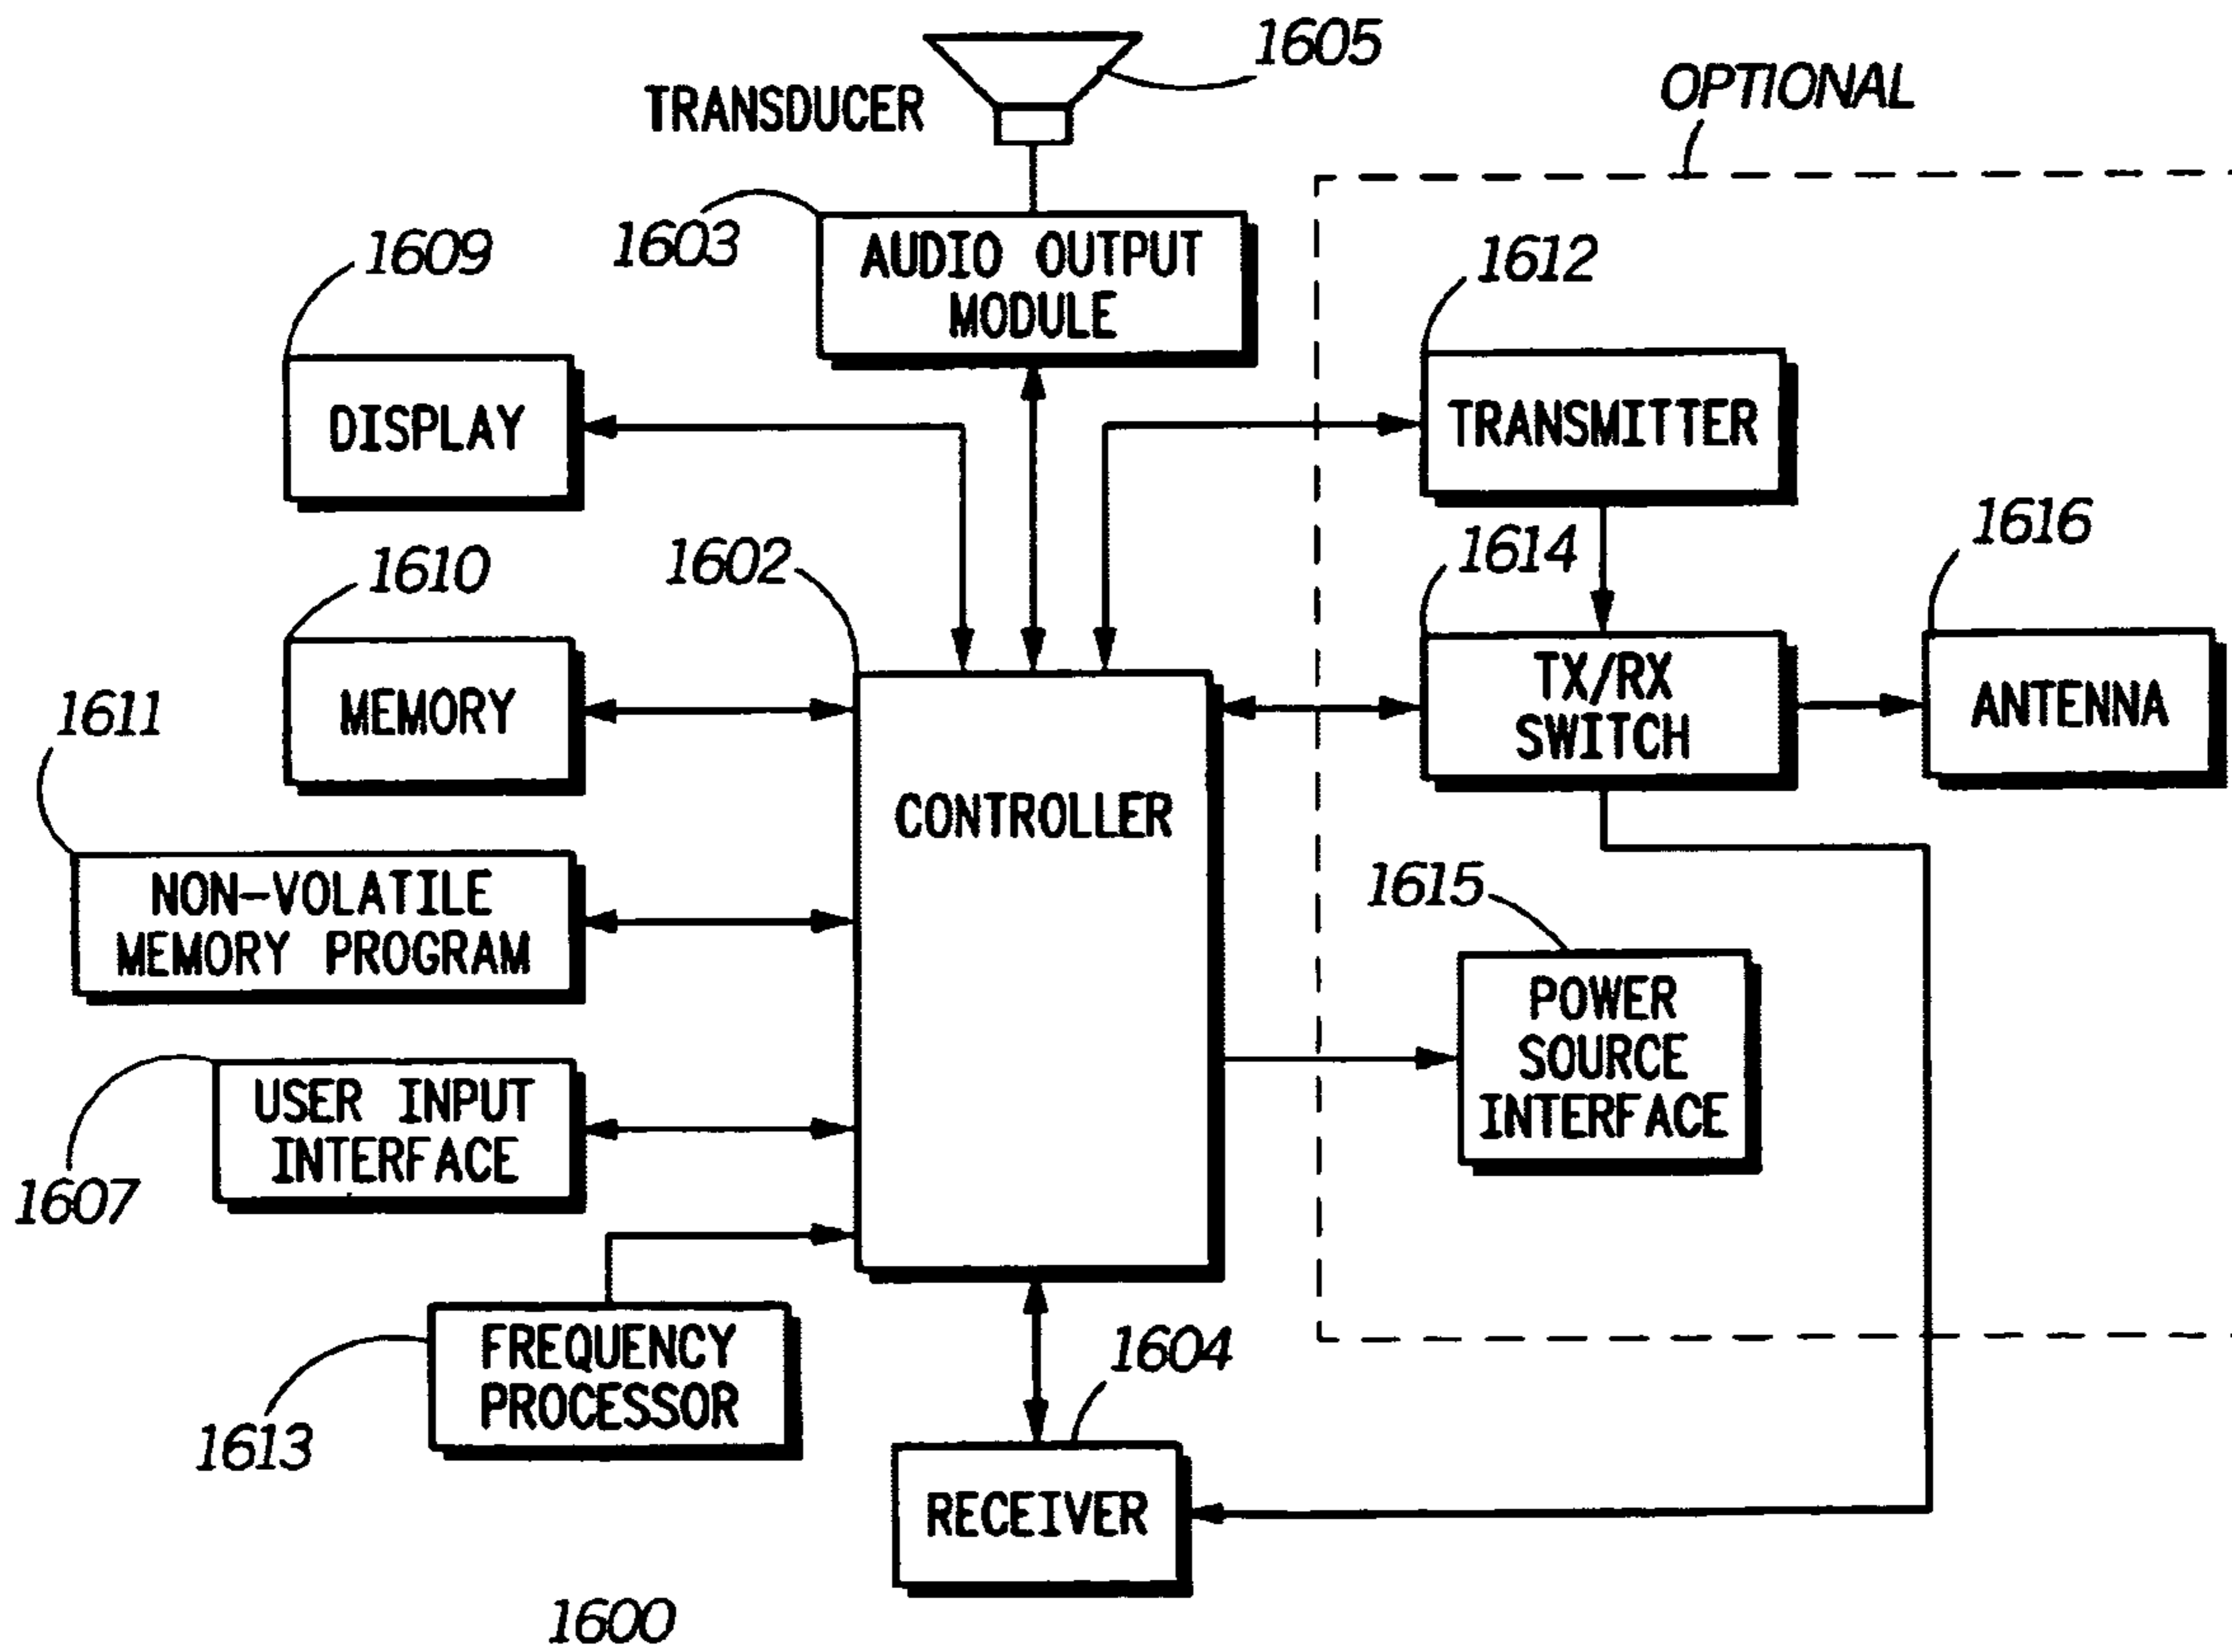 1605
OPTIONAL
TRANSDUCER
1603
AUDIO OUTPUT
MODULE
1609
1612
DISPLAY
TRANSMITTER
1610
1602
1614
1616
MEMORY
TX/RX
SWITCH
ANTENNA
1611
CONTROLLER
NON-VOLATILE
MEMORY PROGRAM
1615
POWER
SOURCE
INTERFACE
USER INPUT
INTERFACE
1607
FREQUENCY
PROCESSOR
1613
1604
RECEIVER
1600